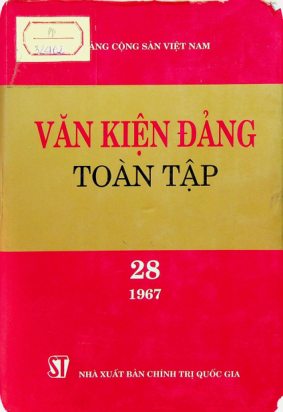 ĐẢNG CỘNG SẢN VIỆT NAM
VĂN KIỆN ĐẢNG
TOÀN TẬP
28
1967
ST
NHÀ XUẤT BẢN CHÍNH TRỊ QUỐC GIA